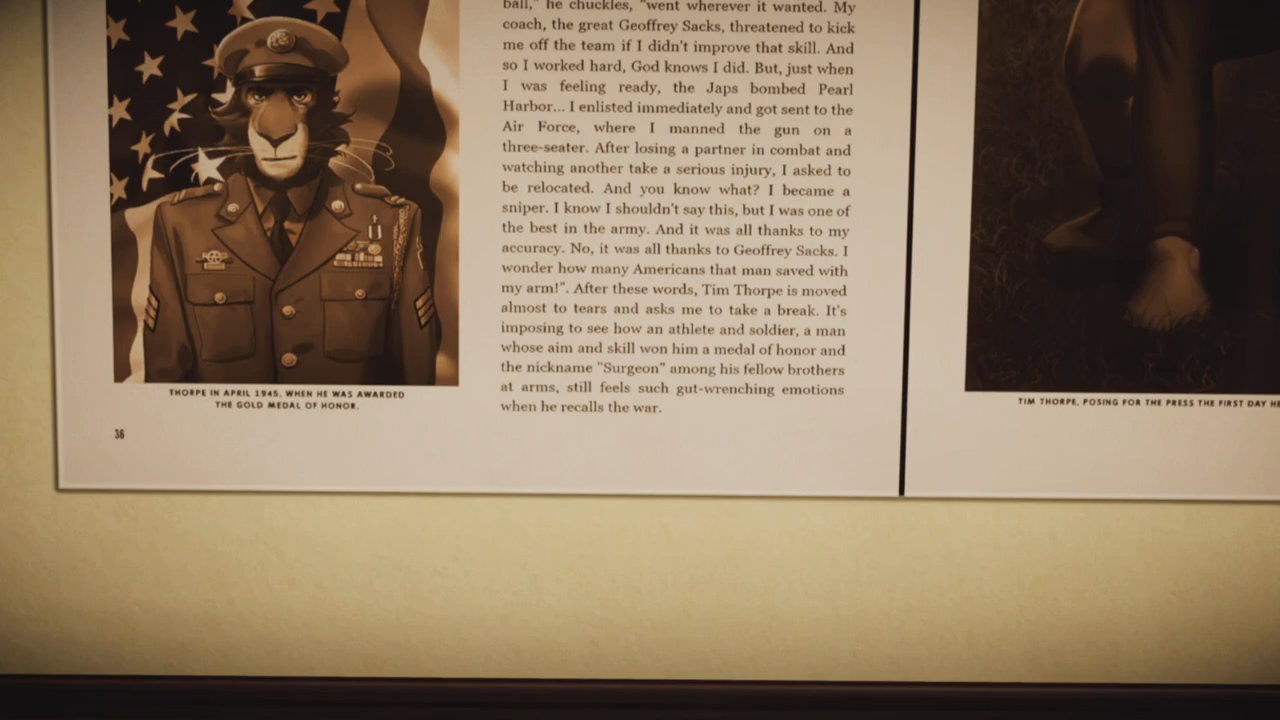 ball," he chuckles, "went wherever it wanted. My
coach, the great Geoffrey Sacks, threatened to kick
me off the team if I didn't improve that skill. And
so I worked hard, God knows I did. But, just when
I was feeling ready, the Japs bombed Pearl
Harbor... I enlisted immediately and got sent to the
Air Force, where I manned the gun on a
three-seater. After losing a partner in combat and
watching another take a serious injury, I asked to
be relocated. And you know what? I became a
sniper. I know I shouldn't say this, but I was one of
the best in the army. And it was all thanks to my
accuracy. No, it was all thanks to Geoffrey Sacks. I
wonder how many Americans that man saved with
my arm!". After these words, Tim Thorpe is moved
almost to tears and asks me to take a break. It's
imposing to see how an athlete and soldier, a man
whose aim and skill won him a medal of honor and
the nickname "Surgeon" among his fellow brothers
at arms, still feels such gut-wrenching emotions
when he recalls the war.
THORPE IN APRIL 1945, WHEN HE WAS AWARDED
THE GOLD MEDAL OF HONOR.
36
TIM THORPE, POSING FOR THE PRESS THE FIRST DAY HE